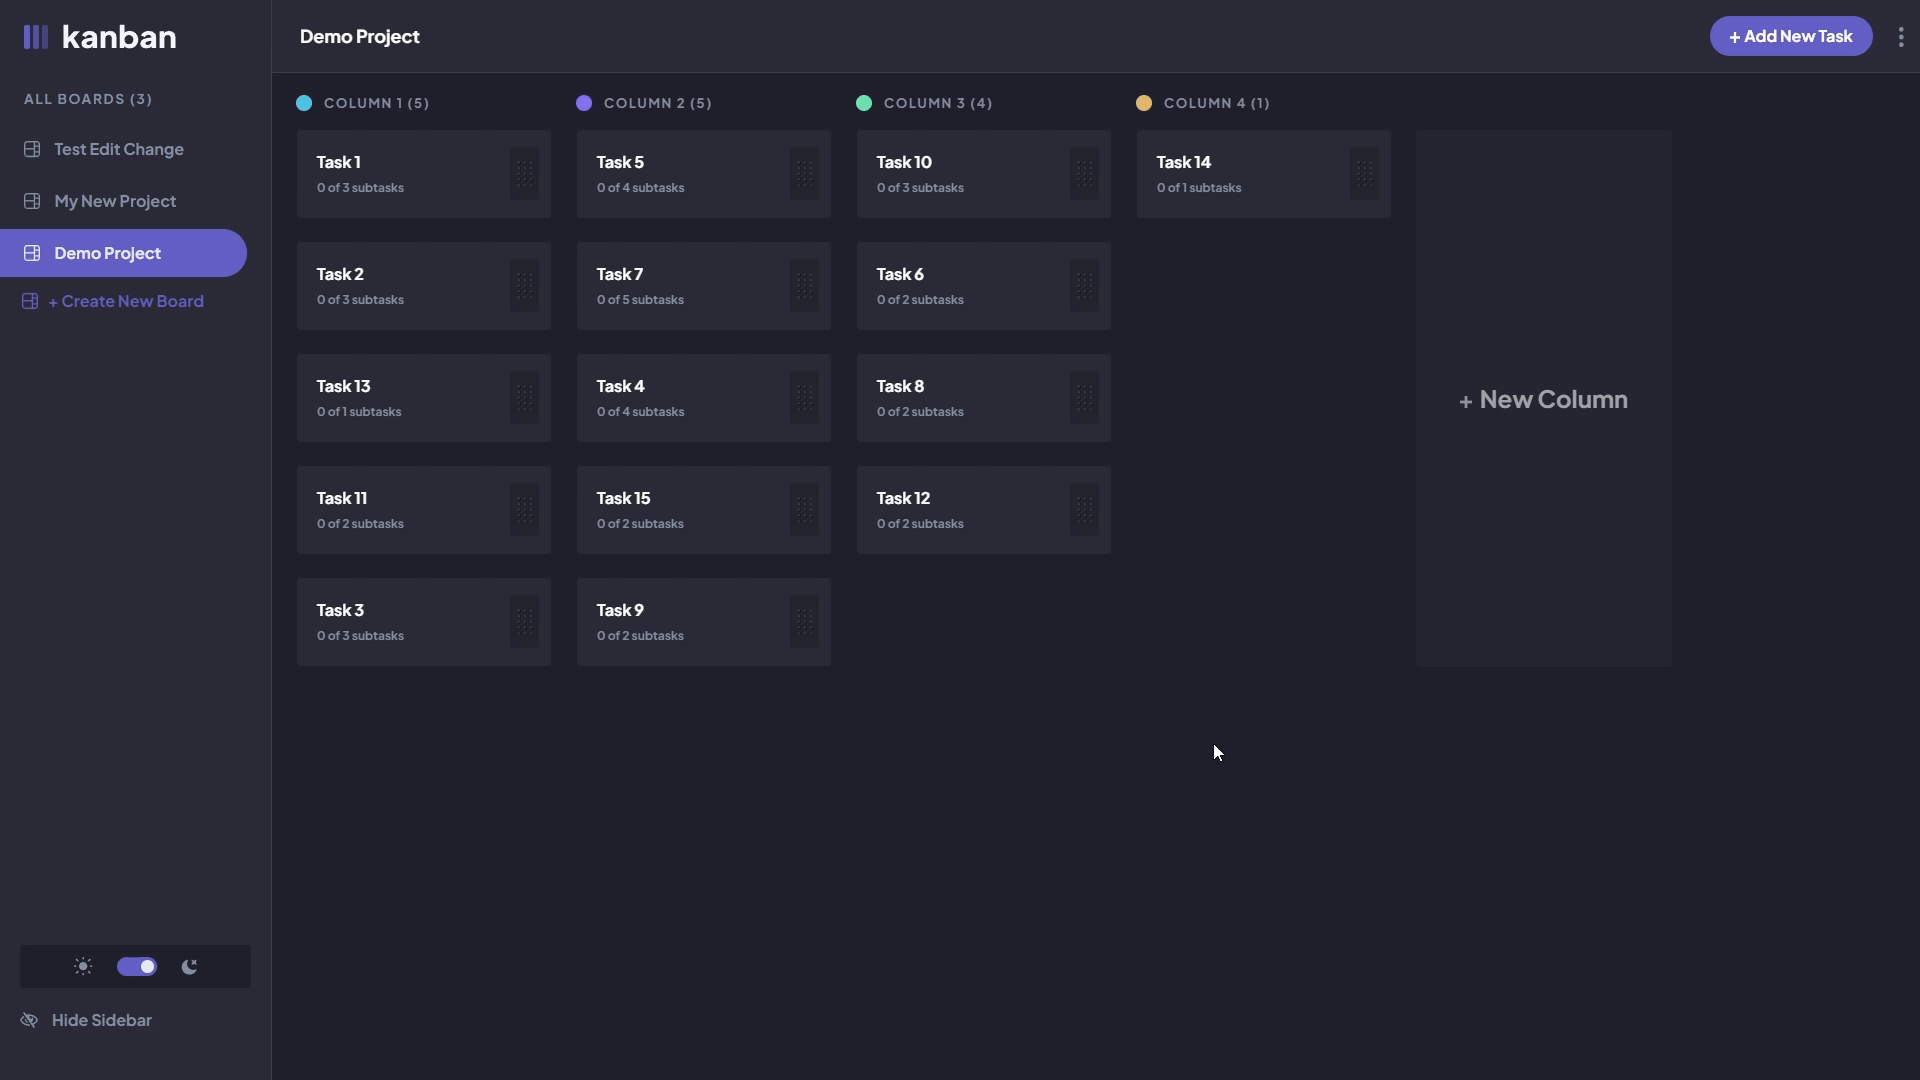 kanban
ALL BOARDS (3)
Test Edit Change
My New Project
Demo Project
+ Create New Board
Hide Sidebar
Demo Project
+ Add New Task
COLUMN 1 (5)
Task 1
0 of 3 subtasks
Task 2
0 of 3 subtasks
Task 13
0 of 1 subtasks
Task 11
0 of 2 subtasks
Task 3
0 of 3 subtasks
COLUMN 2 (5)
Task 5
0 of 4 subtasks
Task 7
0 of 5 subtasks
Task 4
0 of 4 subtasks
Task 15
0 of 2 subtasks
Task 9
0 of 2 subtasks
COLUMN 3 (4)
Task 10
0 of 3 subtasks
Task 6
0 of 2 subtasks
Task 8
0 of 2 subtasks
Task 12
0 of 2 subtasks
COLUMN 4 (1)
Task 14
0 of 1 subtasks
+ New Column